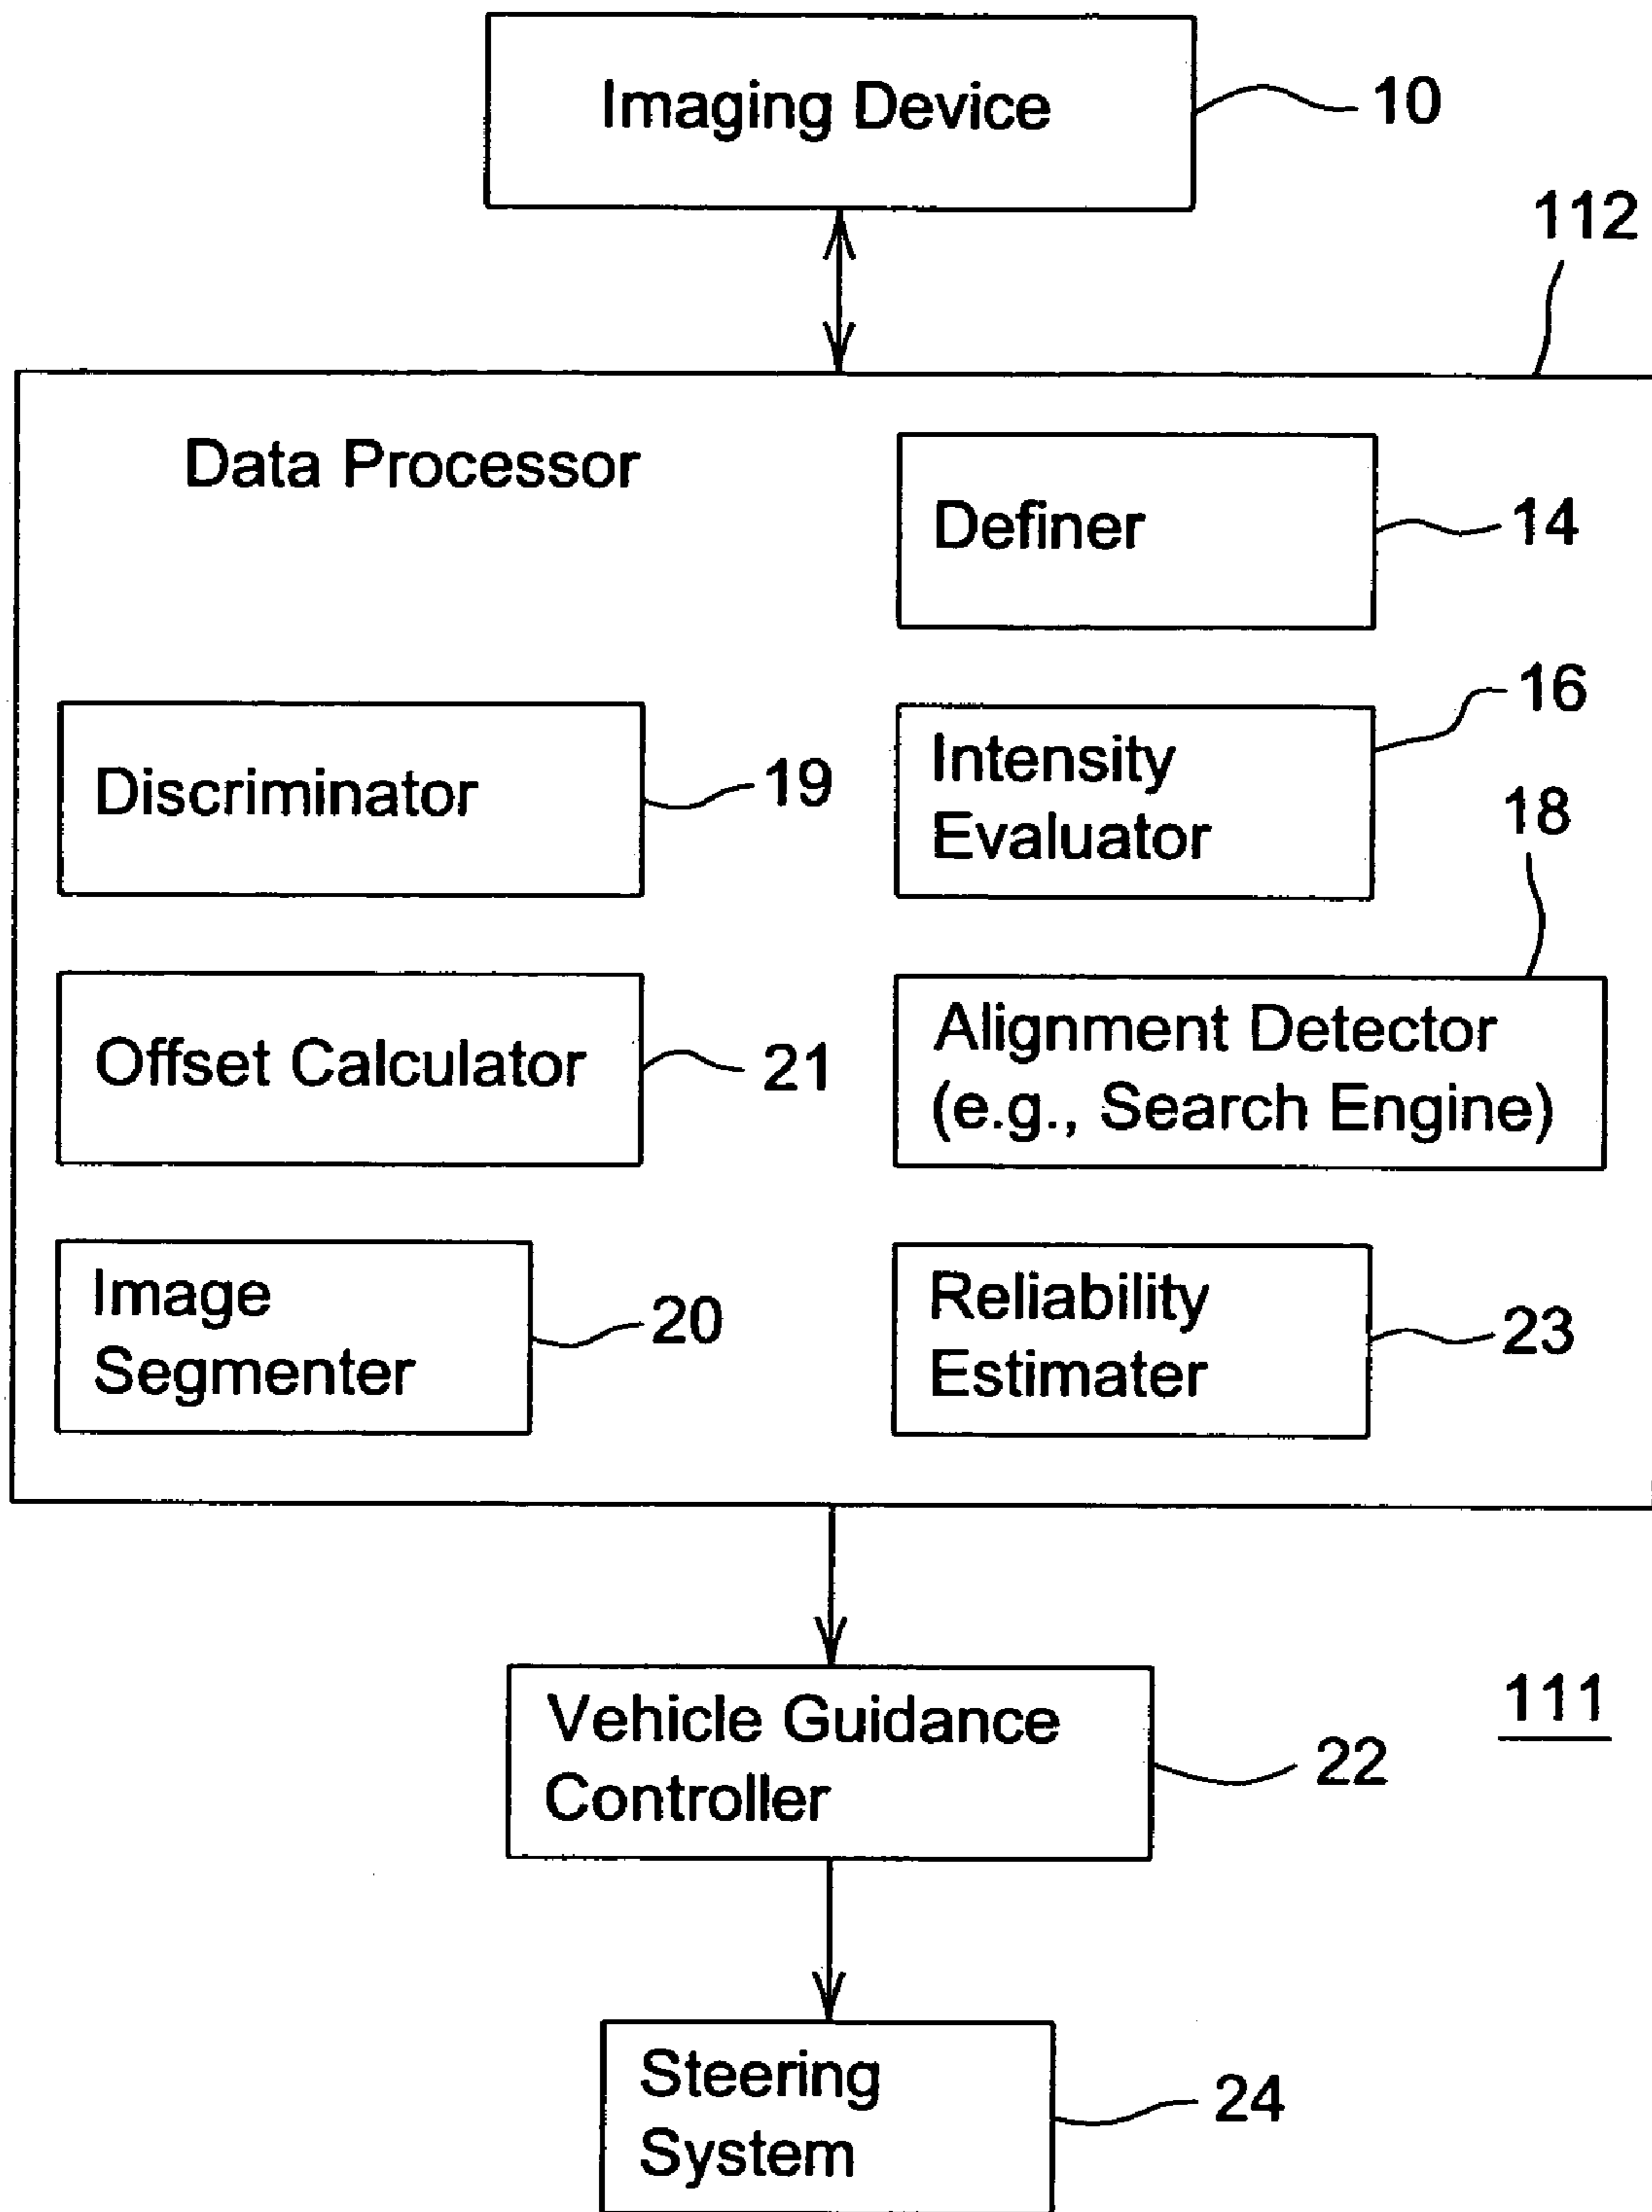 Imaging Device
10
112
Data Processor
Definer
14
Discriminator
19
Intensity
Evaluator
16
18
Offset Calculator
21
Alignment Detector
(e.g., Search Engine)
Image
Segmenter
20
Reliability
Estimater
23
Vehicle Guidance
Controller
22
111
Steering
System
24